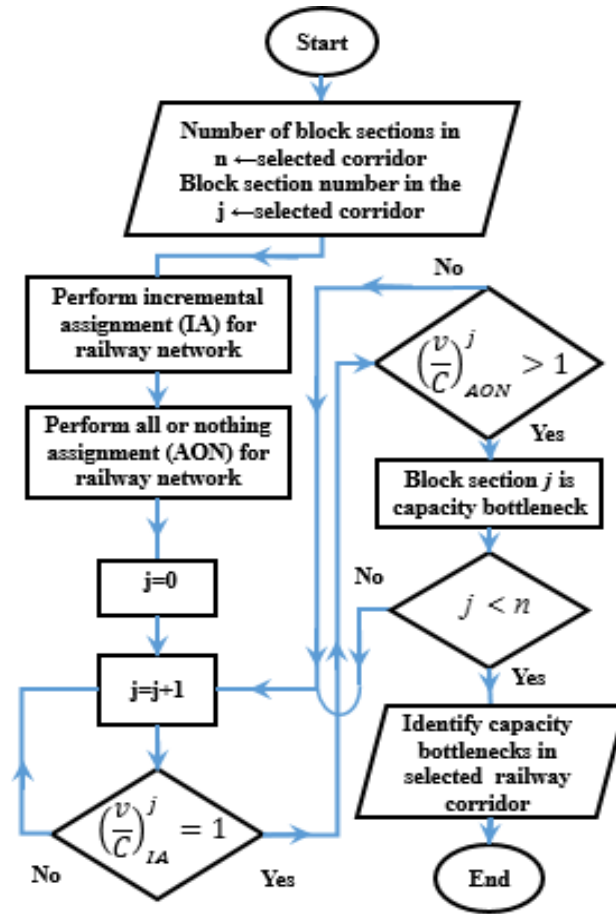 Start
Number of block sections in
n ←selected corridor
Block section number in the
j ←selected corridor
Perform incremental
assignment (IA) for
railway network
Perform all or nothing
assignment (AON) for
railway network
j=0
j=j+1
(v/C)^j_IA = 1
No
Yes
No
(v/C)^j_AON > 1
Yes
Block section j is
capacity bottleneck
No
j < n
Yes
Identify capacity
bottlenecks in
selected railway
corridor
End